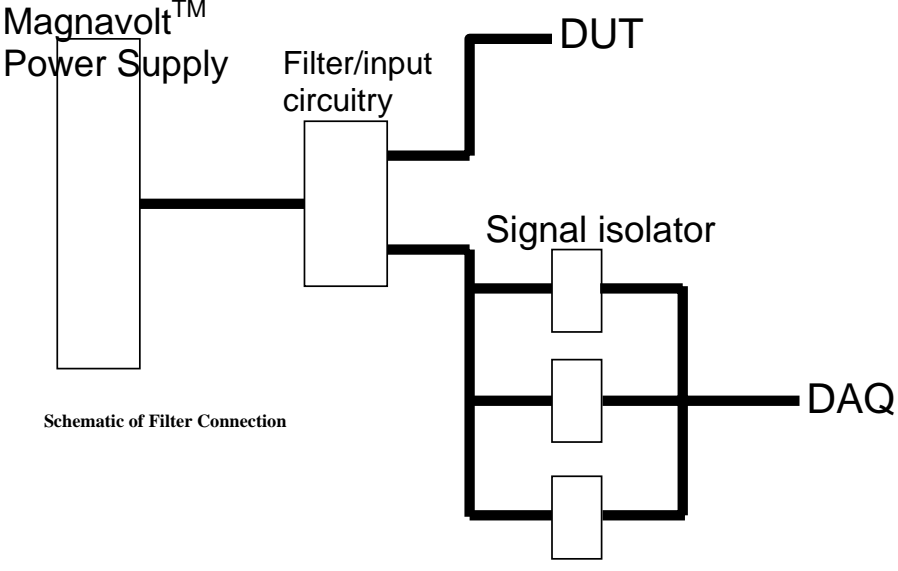 Magnavolt™
Power Supply
Filter/input
circuitry
DUT
Signal isolator
DAQ
Schematic of Filter Connection